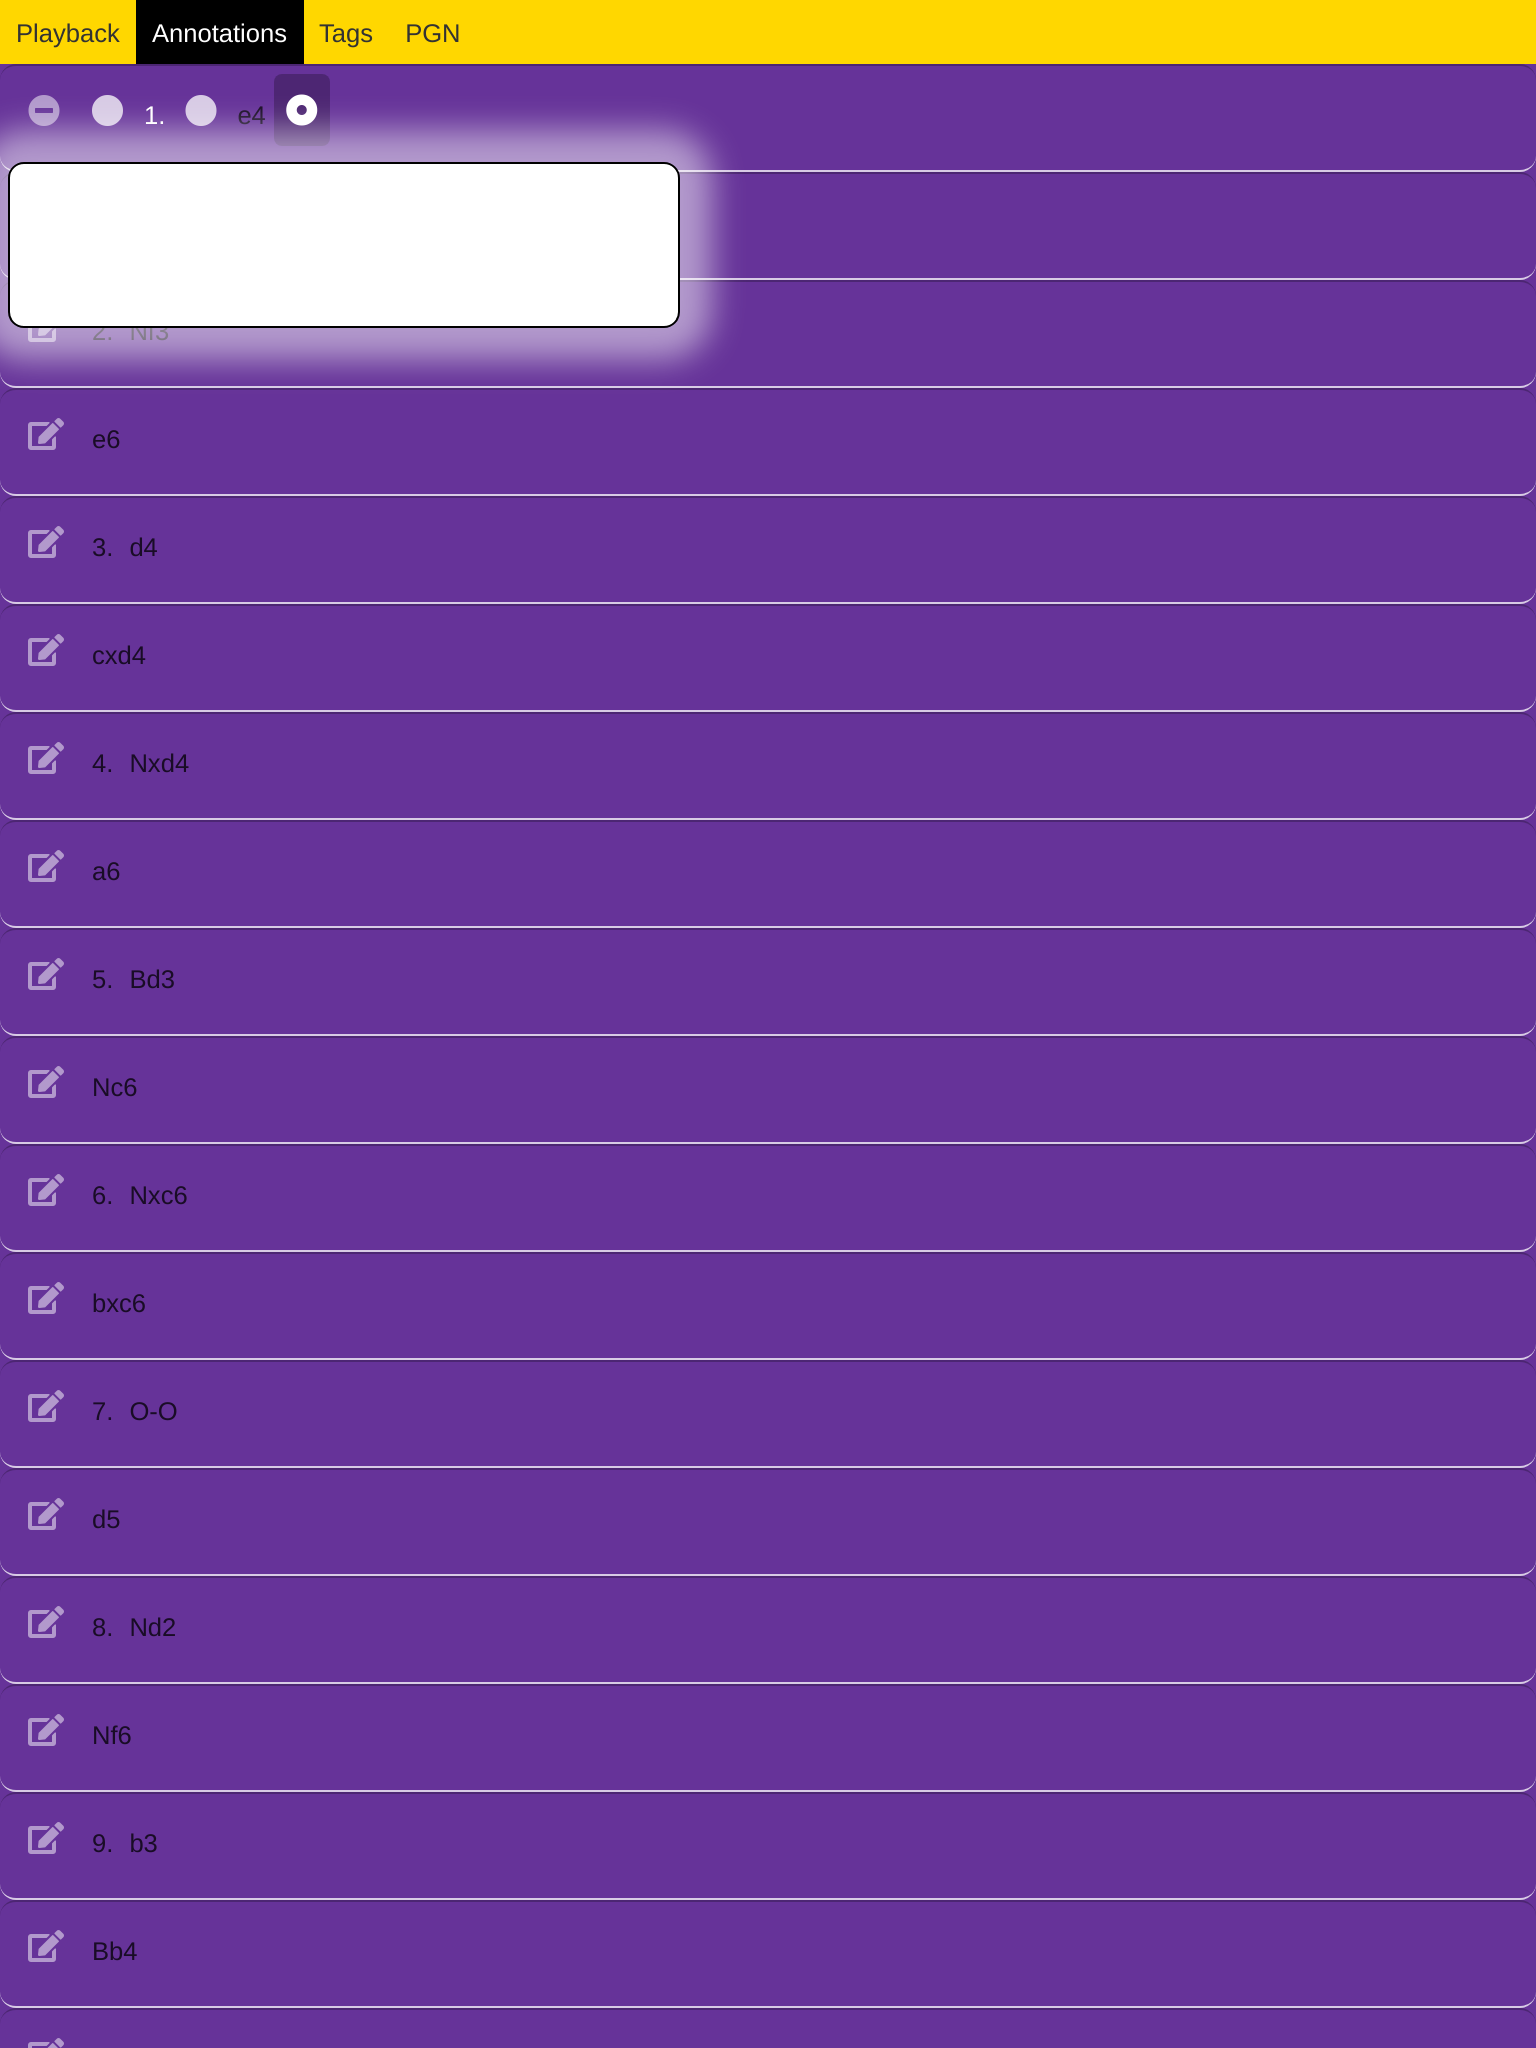 Playback Annotations Tags PGN
1. e4
2. Nf3
e6
3. d4
cxd4
4. Nxd4
a6
5. Bd3
Nc6
6. Nxc6
bxc6
7. O-O
d5
8. Nd2
Nf6
9. b3
Bb4